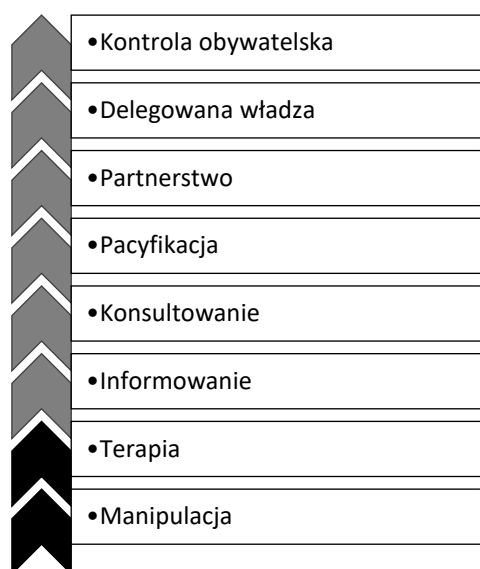 •Kontrola obywatelska
•Delegowana władza
•Partnerstwo
•Pacyfikacja
•Konsultowanie
•Informowanie
•Terapia
•Manipulacja